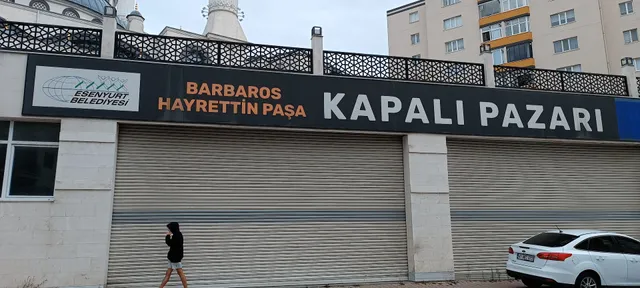 ESENYURT
BELEDİYESİ
BARBAROS
HAYRETTİN PAŞA
KAPALI PAZARI